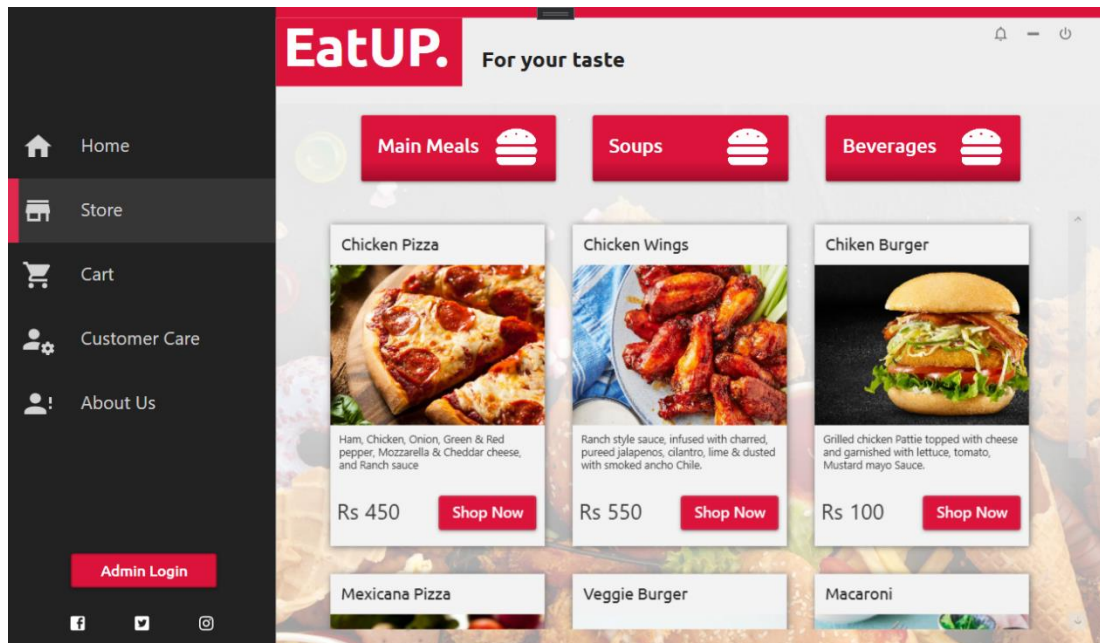 EatUP.
For your taste
Home
Store
Cart
Customer Care
About Us
Admin Login
Main Meals
Soups
Beverages
Chicken Pizza
Ham, Chicken, Onion, Green & Red
pepper, Mozzarella & Cheddar cheese,
and Ranch sauce
Rs 450
Shop Now
Chicken Wings
Ranch style sauce, infused with charred,
pureed jalapenos, cilantro, lime & dusted
with smoked ancho Chile.
Rs 550
Shop Now
Chiken Burger
Grilled chicken Pattie topped with cheese
and garnished with lettuce, tomato,
Mustard mayo Sauce.
Rs 100
Shop Now
Mexicana Pizza
Veggie Burger
Macaroni